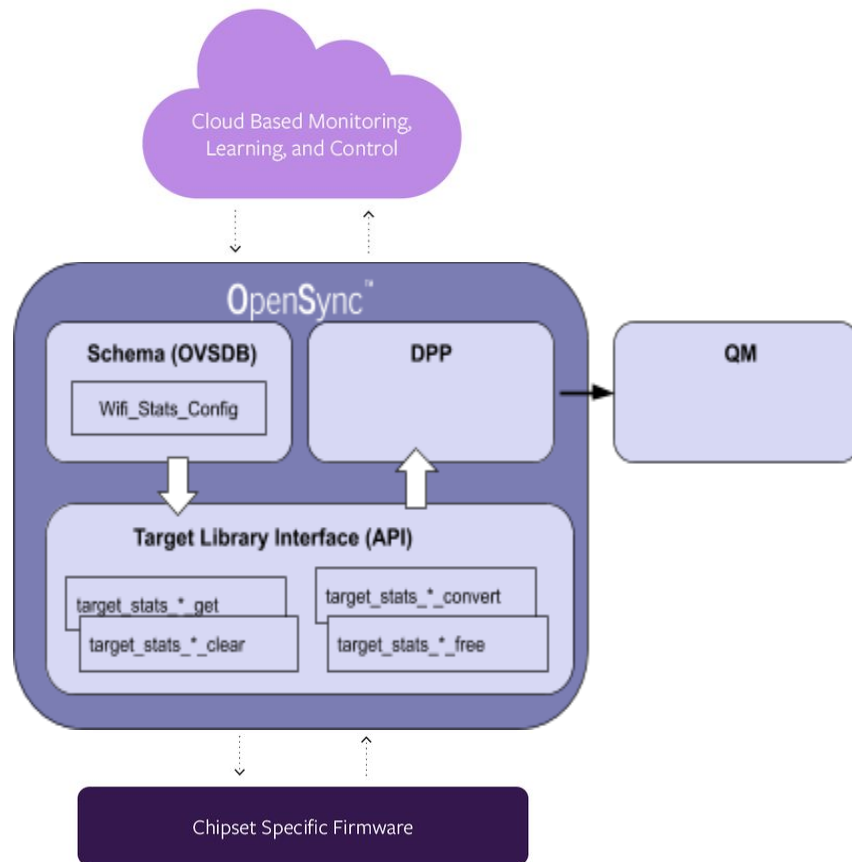 Cloud Based Monitoring,
Learning, and Control
OpenSync™
Schema (OVSDB)
Wifi_Stats_Config
DPP
QM
Target Library Interface (API)
target_stats_*_get
target_stats_*_clear
target_stats_*_convert
target_stats_*_free
Chipset Specific Firmware